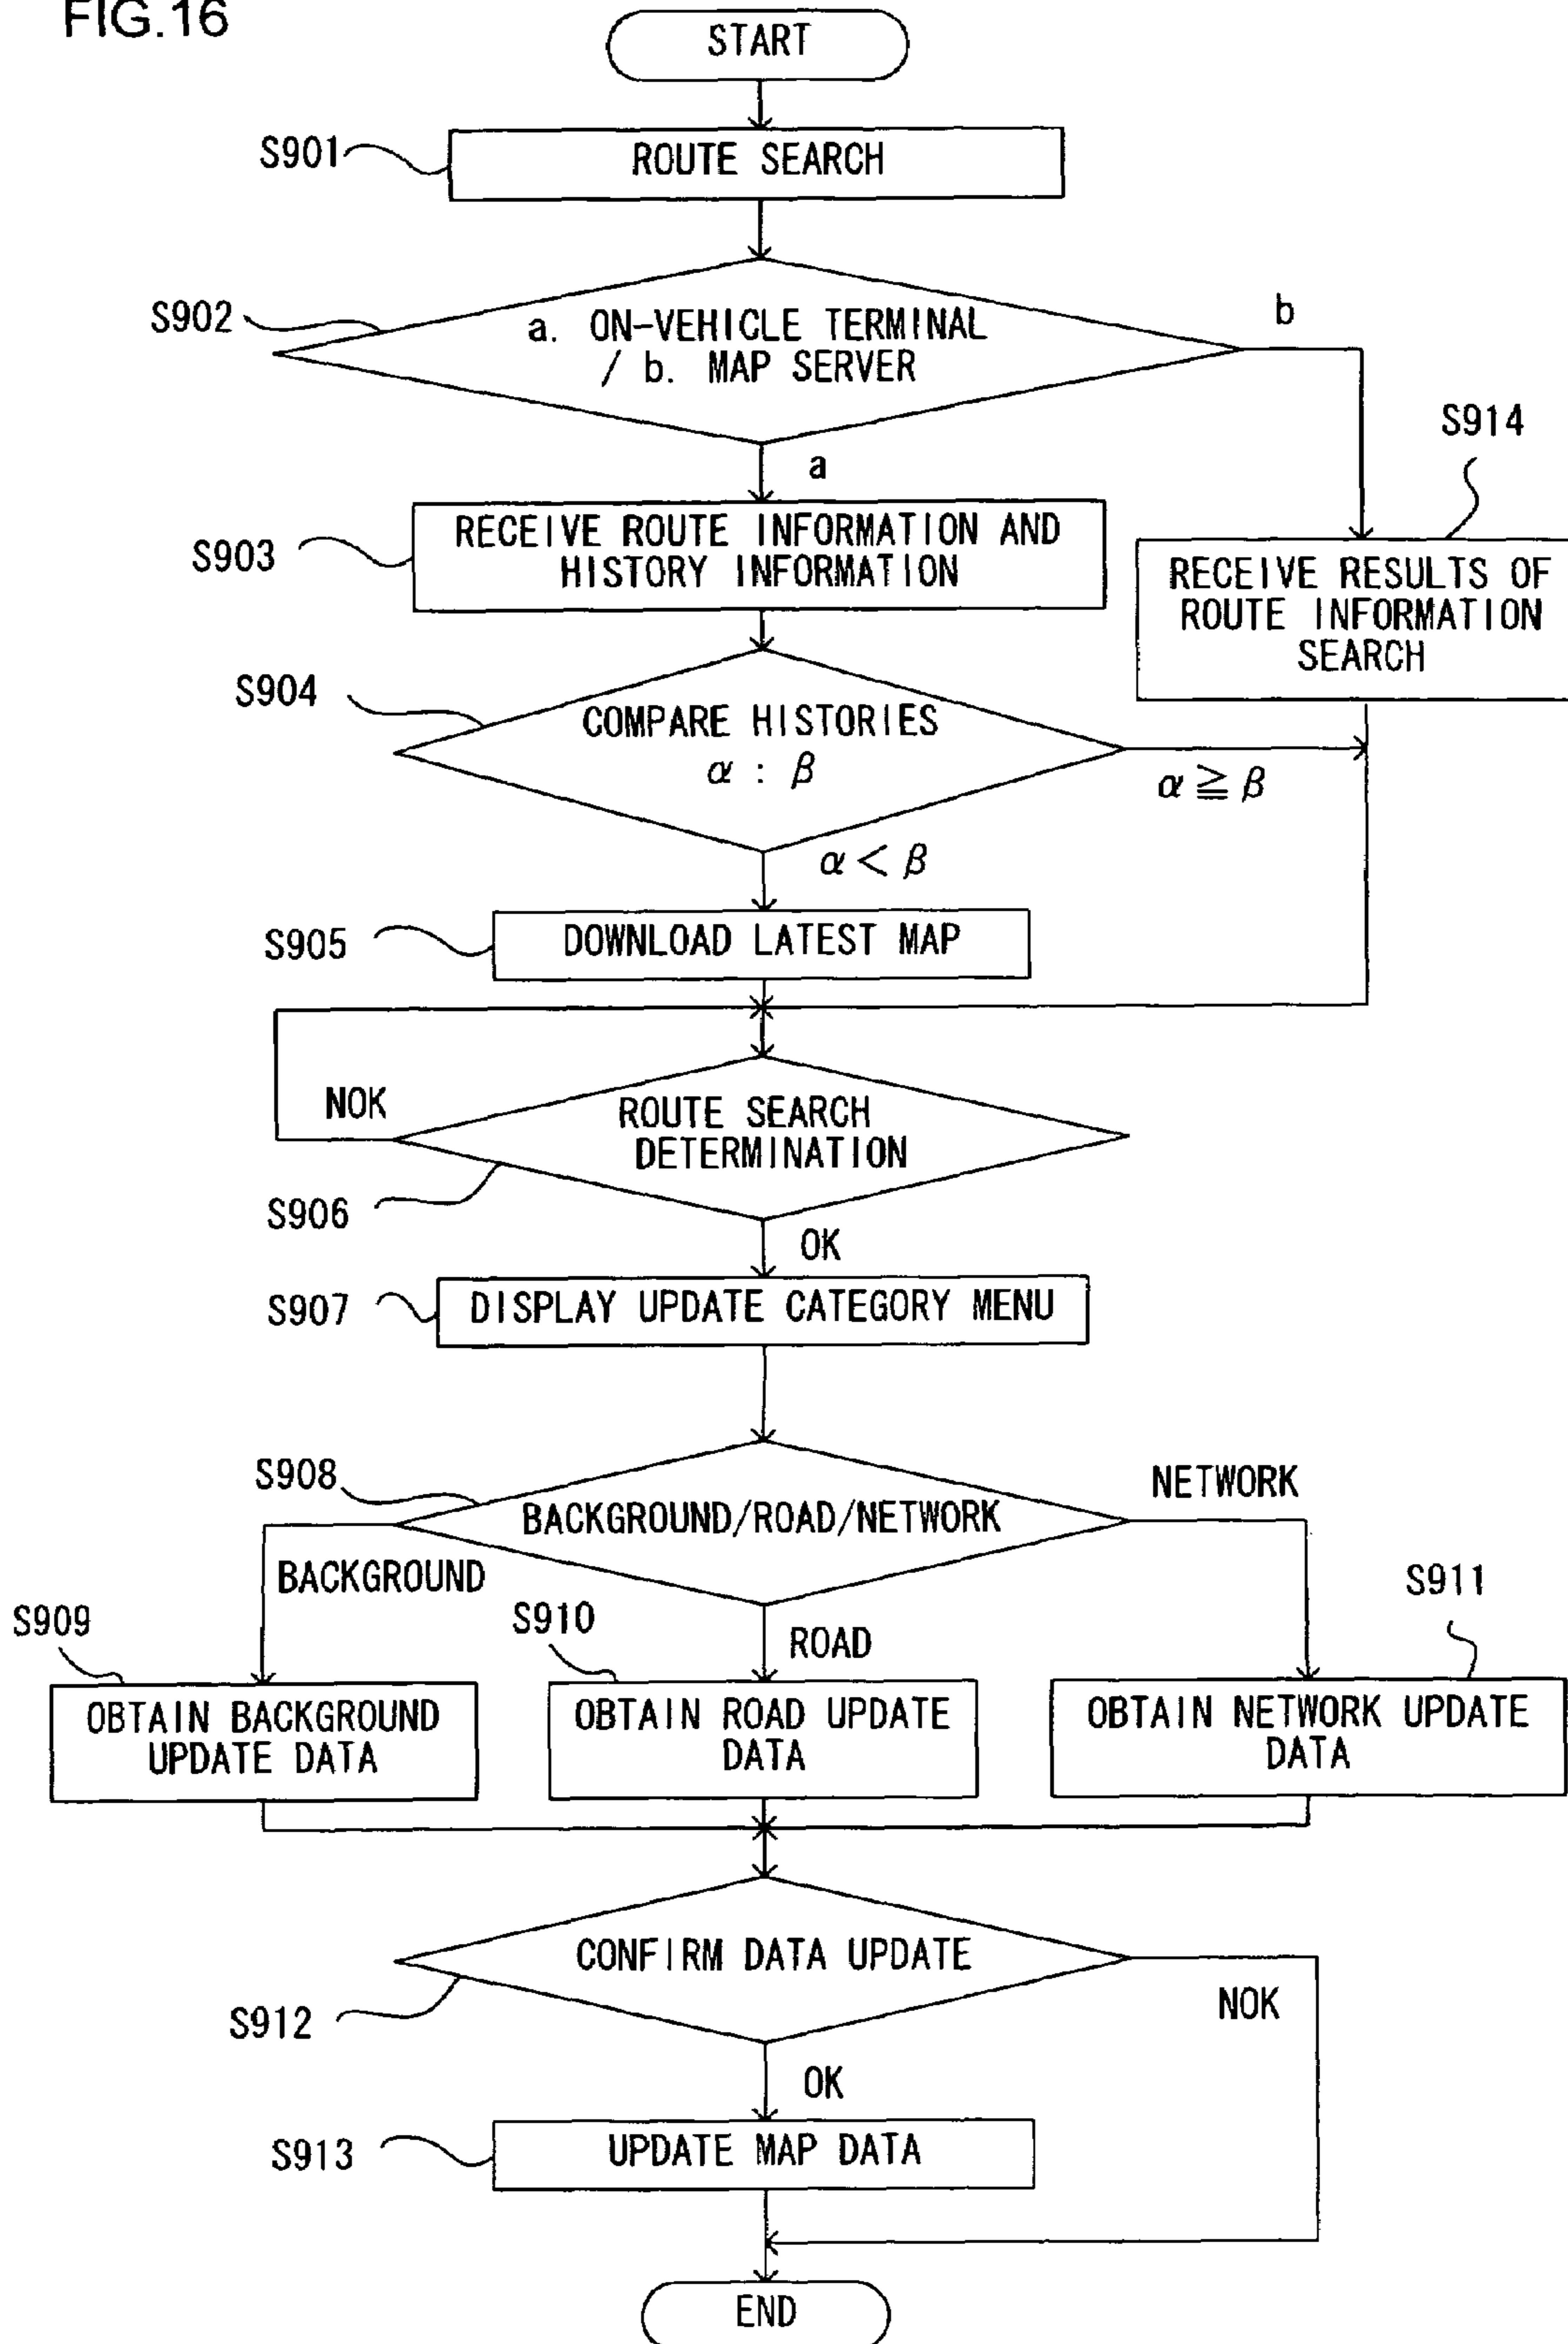 FIG.16
START
S901
ROUTE SEARCH
S902
a. ON-VEHICLE TERMINAL
/ b. MAP SERVER
b
a
S914
S903
RECEIVE ROUTE INFORMATION AND
HISTORY INFORMATION
RECEIVE RESULTS OF
ROUTE INFORMATION
SEARCH
S904
COMPARE HISTORIES
α : β
α ≧ β
α < β
S905
DOWNLOAD LATEST MAP
NOK
ROUTE SEARCH
DETERMINATION
S906
OK
S907
DISPLAY UPDATE CATEGORY MENU
S908
BACKGROUND/ROAD/NETWORK
NETWORK
BACKGROUND
ROAD
S909
S910
S911
OBTAIN BACKGROUND
UPDATE DATA
OBTAIN ROAD UPDATE
DATA
OBTAIN NETWORK UPDATE
DATA
CONFIRM DATA UPDATE
S912
NOK
OK
S913
UPDATE MAP DATA
END